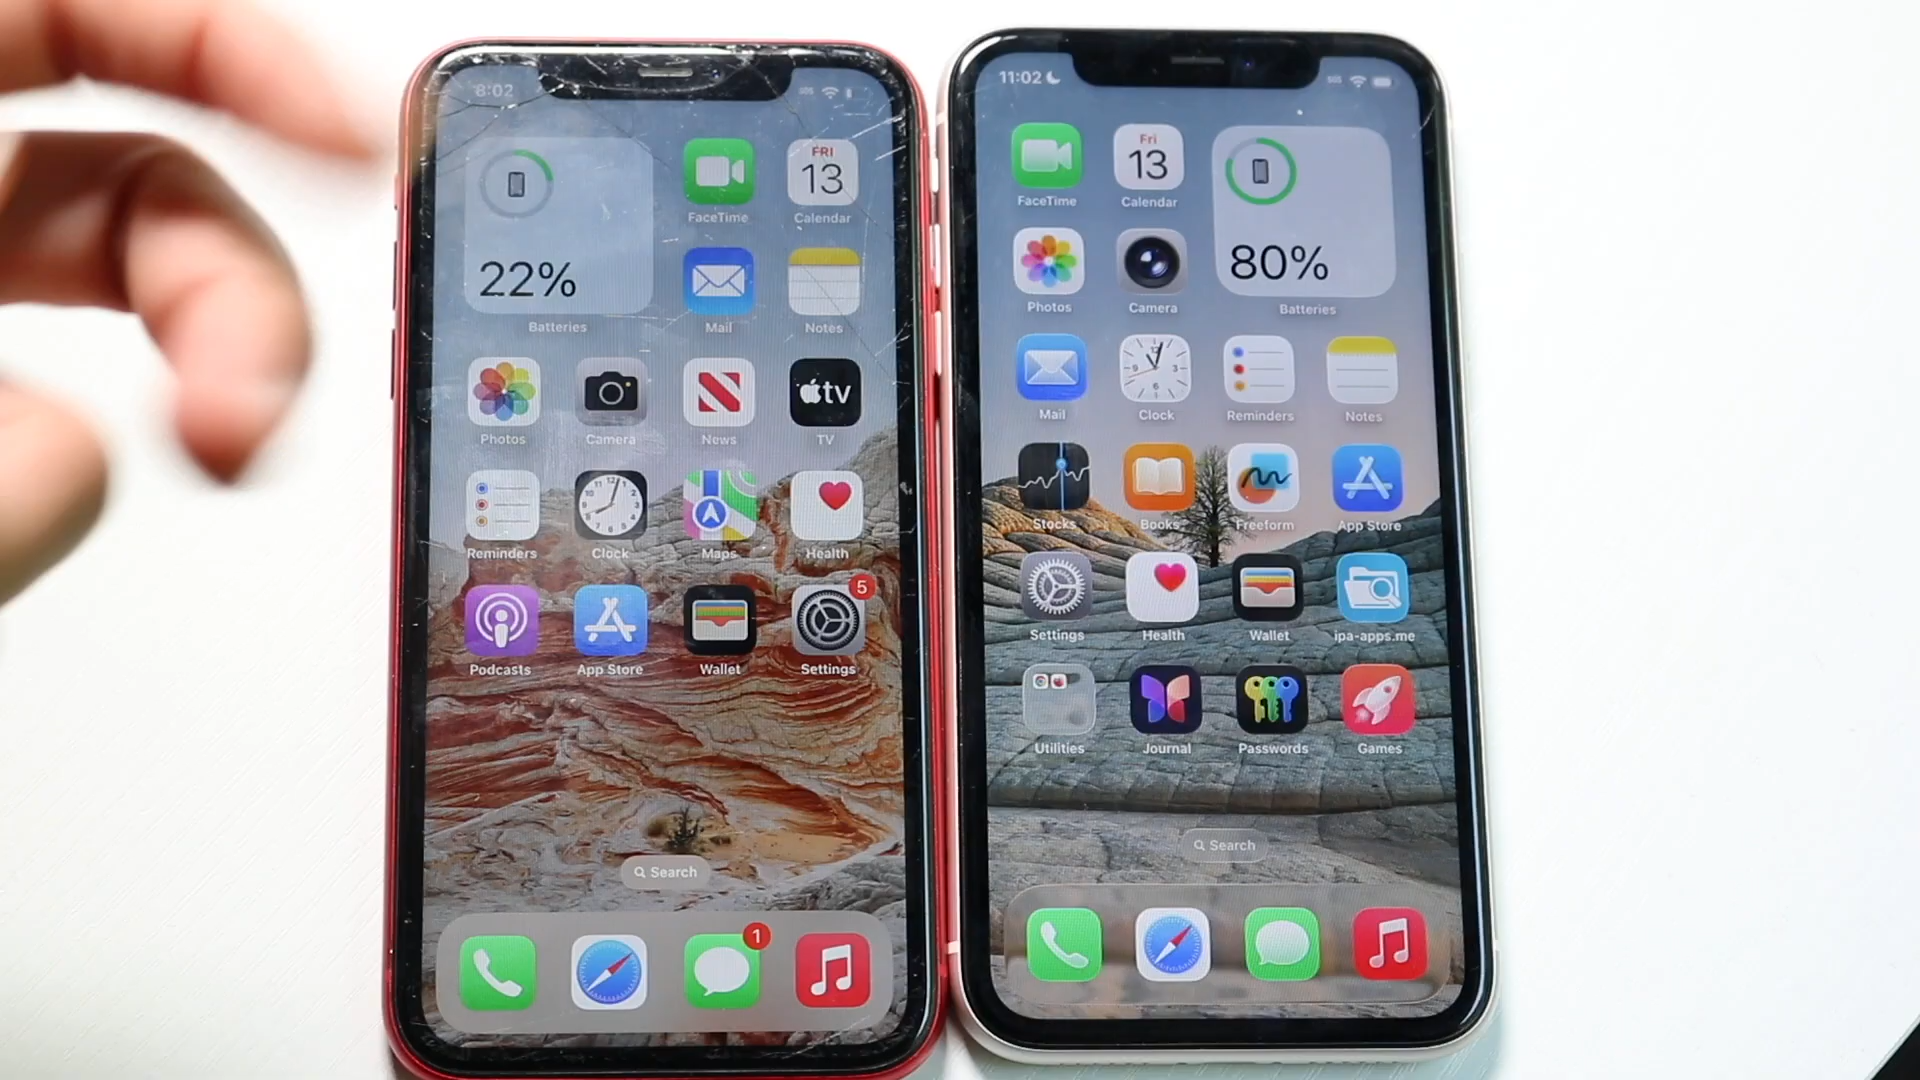 8:02
SOS
FaceTime
FRI
13
Calendar
22%
Batteries
Mail
Notes
Photos
Camera
News
tv
TV
Reminders
Clock
Maps
Health
Podcasts
App Store
Wallet
5
Settings
Search
1
11:02
SOS
FaceTime
Fri
13
Calendar
80%
Batteries
Photos
Camera
Mail
Clock
Reminders
Notes
Stocks
Books
Freeform
App Store
Settings
Health
Wallet
ipa-apps.me
Utilities
Journal
Passwords
Games
Search